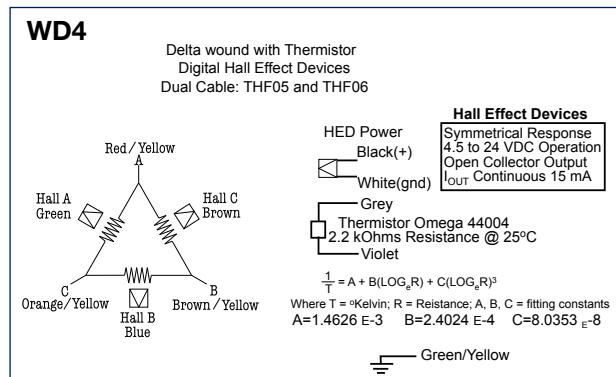 WD4
Delta wound with Thermistor
Digital Hall Effect Devices
Dual Cable: THF05 and THF06
Hall Effect Devices
Symmetrical Response
4.5 to 24 VDC Operation
Open Collector Output
I_OUT Continuous 15 mA
HED Power
Black(+)
White(gnd)
Red/Yellow
A
Hall A
Green
Hall C
Brown
C
Orange/Yellow
B
Brown/Yellow
Hall B
Blue
Grey
Thermistor Omega 44004
2.2 kOhms Resistance @ 25ºC
Violet
1/T = A + B(LOGeR) + C(LOGeR)³
Where T = ºKelvin; R = Reistance; A, B, C = fitting constants
A=1.4626 E-3 B=2.4024 E-4 C=8.0353 E-8
Green/Yellow